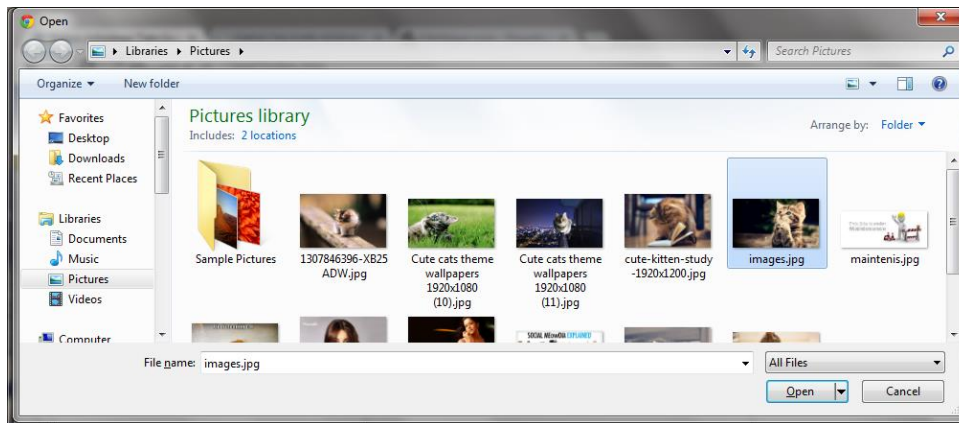 Open
Libraries
Pictures
Search Pictures
Organize
New folder
Favorites
Desktop
Downloads
Recent Places
Libraries
Documents
Music
Pictures
Videos
Computer
Pictures library
Includes: 2 locations
Arrange by: Folder
Sample Pictures
1307846396-XB25
ADW.jpg
Cute cats theme
wallpapers
1920x1080
(10).jpg
Cute cats theme
wallpapers
1920x1080
(11).jpg
cute-kitten-study
-1920x1200.jpg
images.jpg
maintenis.jpg
File name: images.jpg
All Files
Open
Cancel